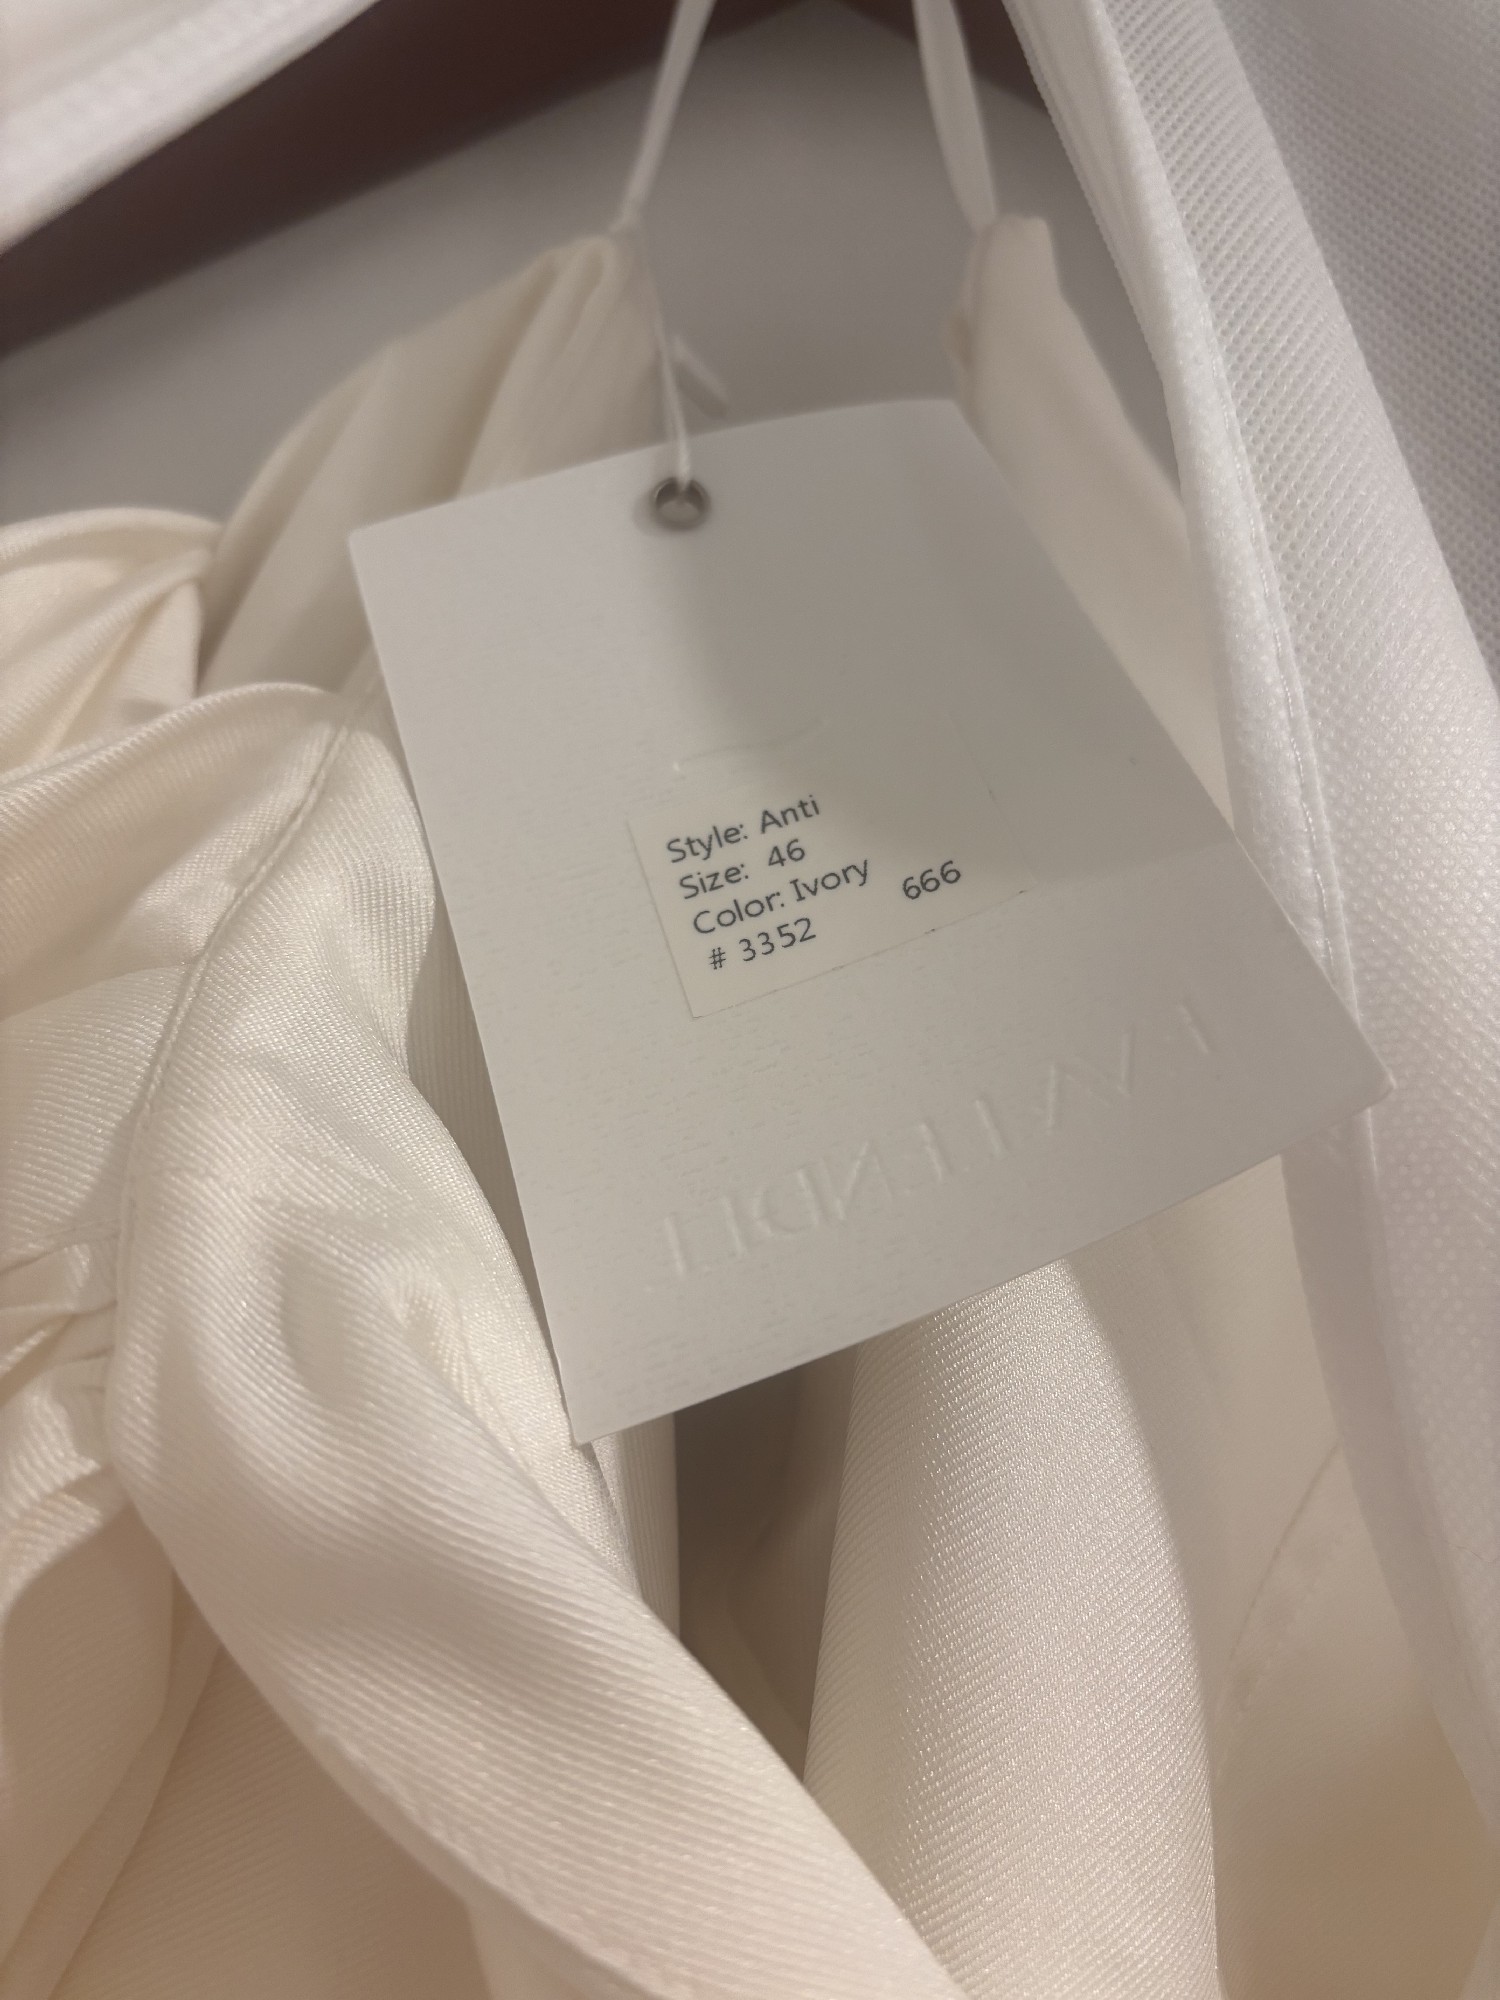 Style: Anti
Size: 46
Color: Ivory 666
# 3352